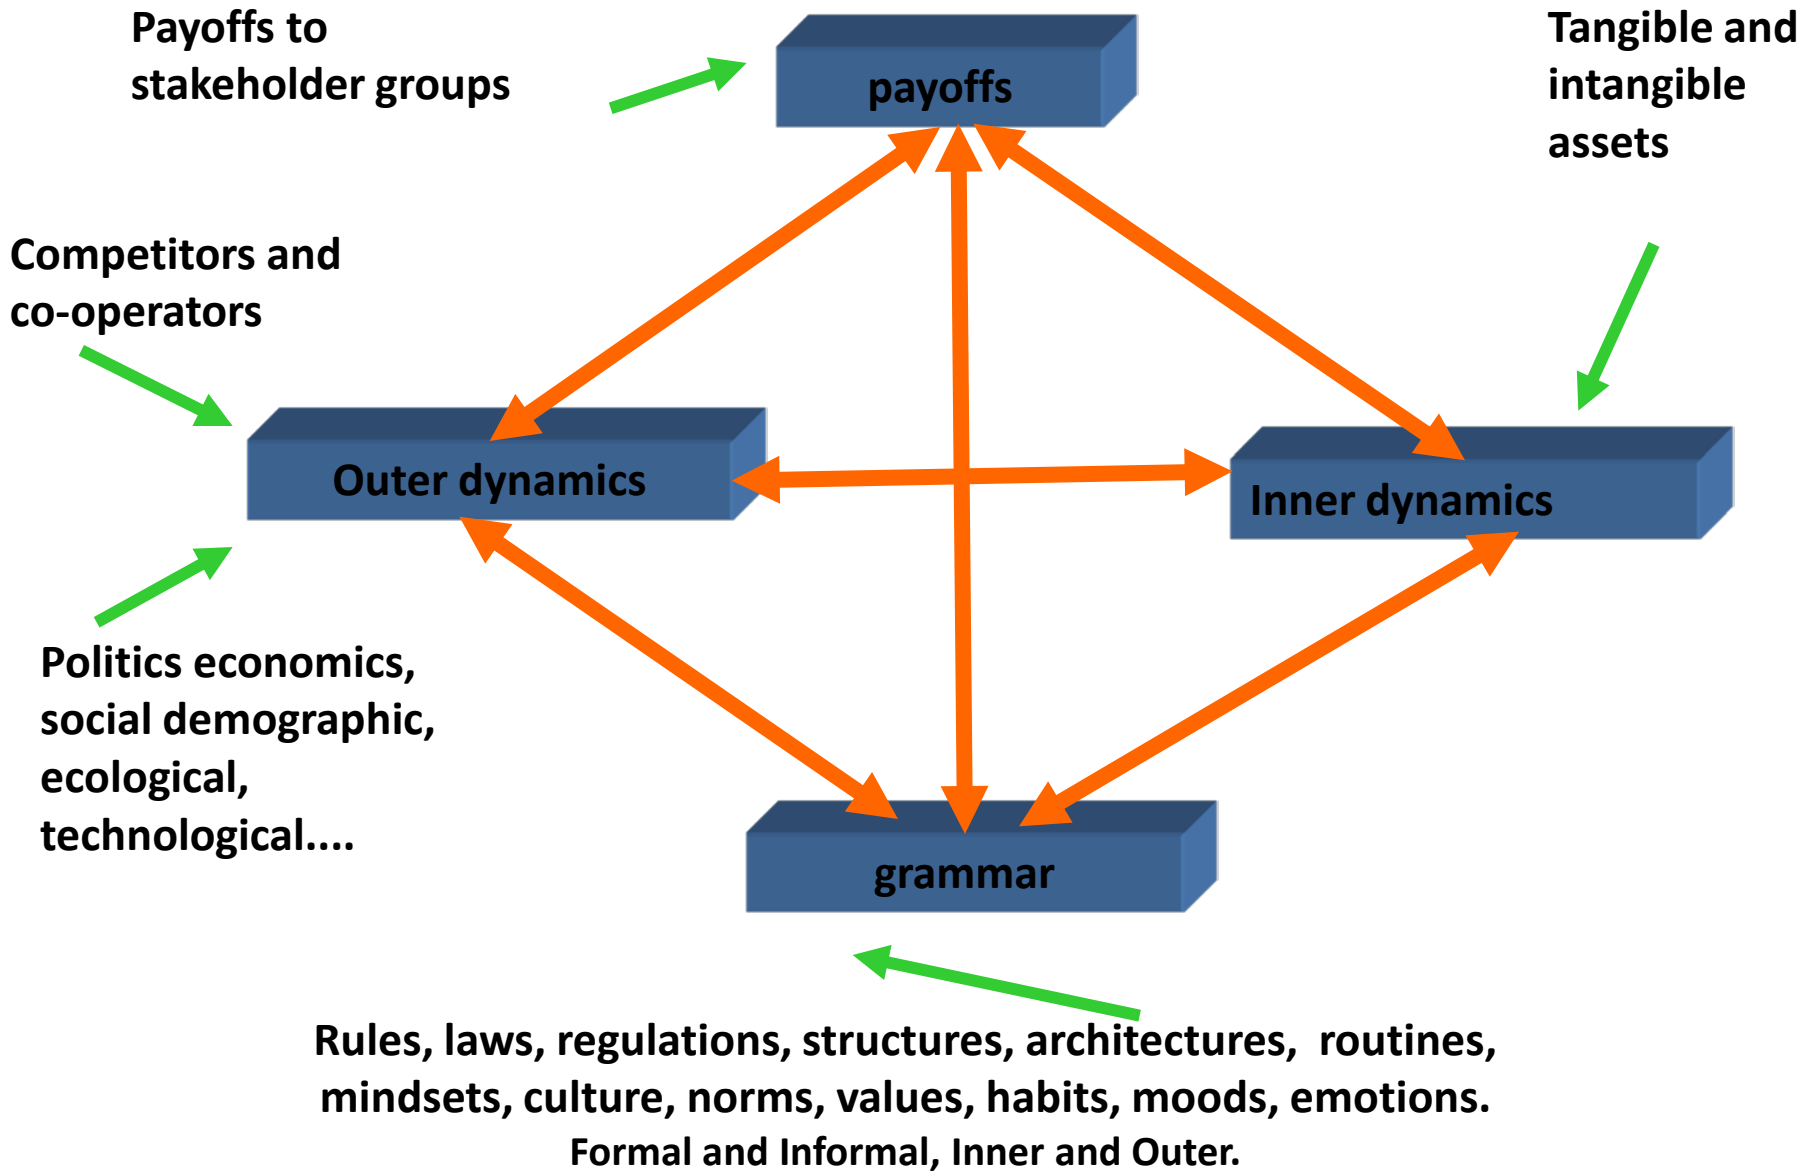 Payoffs to
stakeholder groups
payoffs
Tangible and
intangible
assets
Competitors and
co-operators
Outer dynamics
Inner dynamics
Politics economics,
social demographic,
ecological,
technological....
grammar
Rules, laws, regulations, structures, architectures,  routines,
mindsets, culture, norms, values, habits, moods, emotions.
Formal and Informal, Inner and Outer.